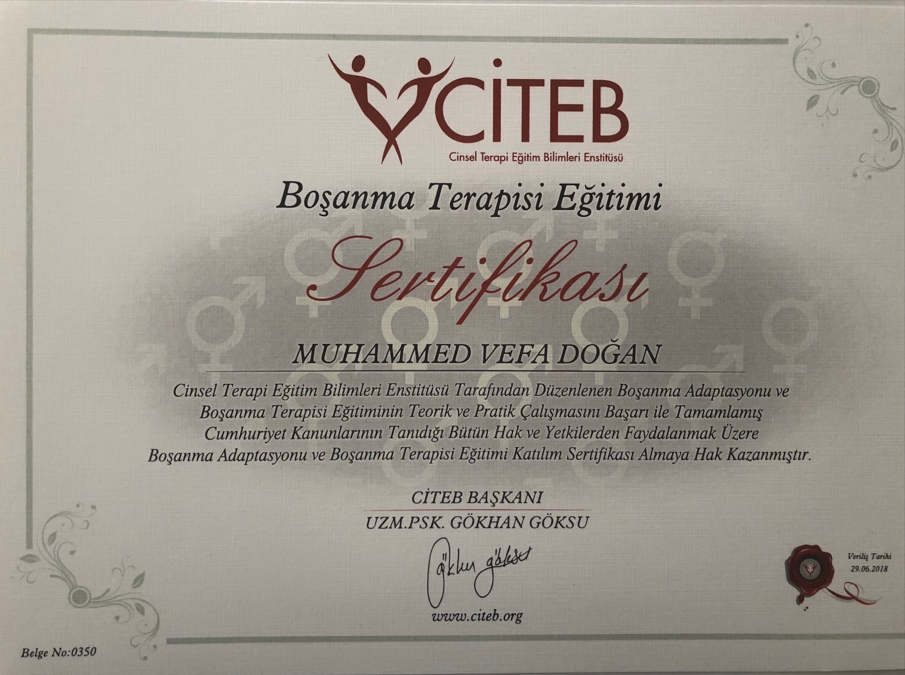 CİTEB
Cinsel Terapi Eğitim Bilimleri Enstitüsü
Boşanma Terapisi Eğitimi
Sertifikası
MUHAMMED VEFA DOĞAN
Cinsel Terapi Eğitim Bilimleri Enstitüsü Tarafından Düzenlenen Boşanma Adaptasyonu ve
Boşanma Terapisi Eğitiminin Teorik ve Pratik Çalışmasını Başarı ile Tamamlamış
Cumhuriyet Kanunlarının Tanıdığı Bütün Hak ve Yetkilerden Faydalanmak Üzere
Boşanma Adaptasyonu ve Boşanma Terapisi Eğitimi Katılım Sertifikası Almaya Hak Kazanmıştır.
CİTEB BAŞKANI
UZM.PSK. GÖKHAN GÖKSU
gökhan göksu
www.citeb.org
Veriliş Tarihi
29.06.2018
Belge No:0350